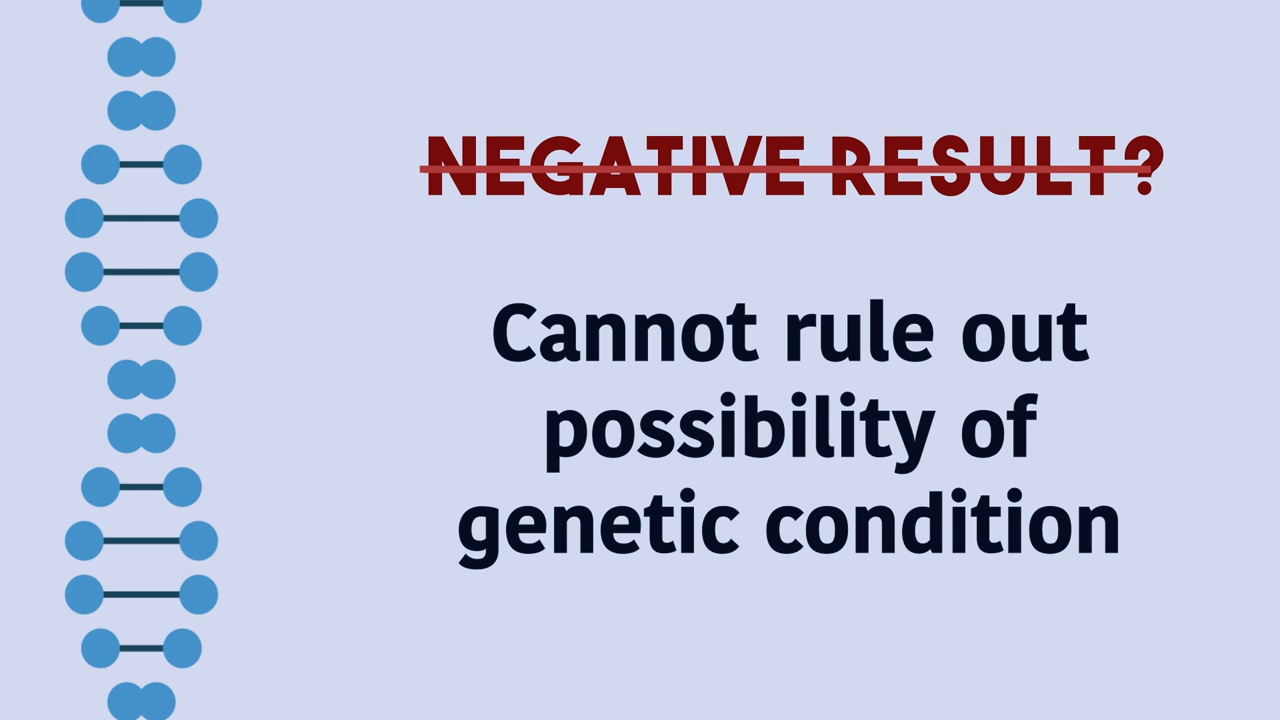 NEGATIVE RESULT?
Cannot rule out
possibility of
genetic condition